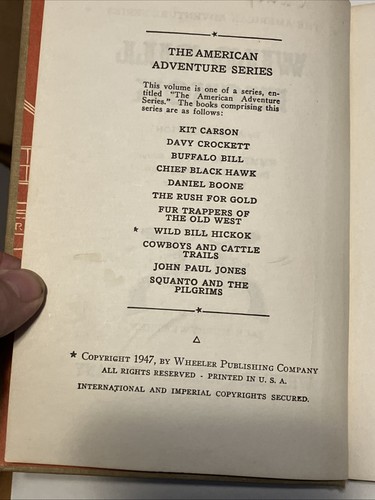 THE AMERICAN
ADVENTURE SERIES
This volume is one of a series, en-
titled "The American Adventure
Series." The books comprising this
series are as follows:
KIT CARSON
DAVY CROCKETT
BUFFALO BILL
CHIEF BLACK HAWK
DANIEL BOONE
THE RUSH FOR GOLD
FUR TRAPPERS OF
THE OLD WEST
* WILD BILL HICKOK
COWBOYS AND CATTLE
TRAILS
JOHN PAUL JONES
SQUANTO AND THE
PILGRIMS
* COPYRIGHT 1947, BY WHEELER PUBLISHING COMPANY
ALL RIGHTS RESERVED - PRINTED IN U. S. A.
INTERNATIONAL AND IMPERIAL COPYRIGHTS SECURED.